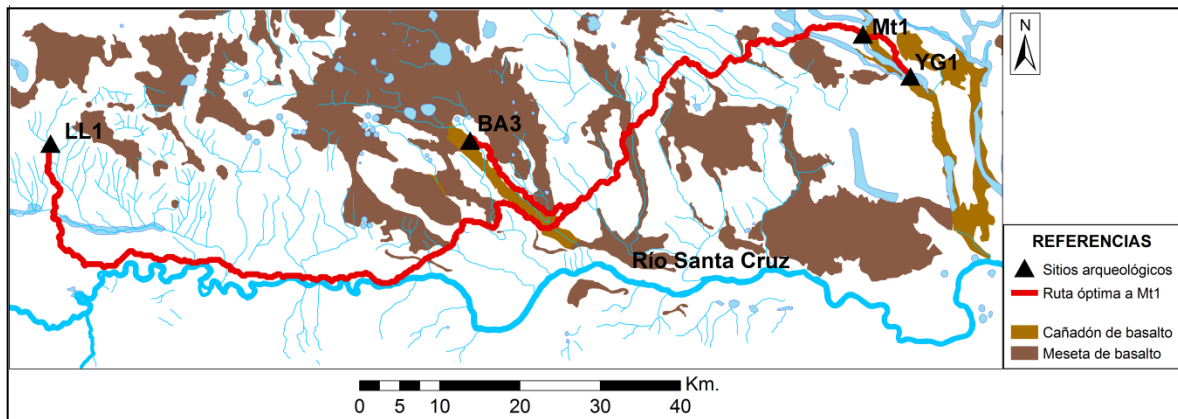 Mt1
YG1
LL1
BA3
Río Santa Cruz
N
REFERENCIAS
Sitios arqueológicos
Ruta óptima a Mt1
Cañadón de basalto
Meseta de basalto
Km.
0 5 10 20 30 40